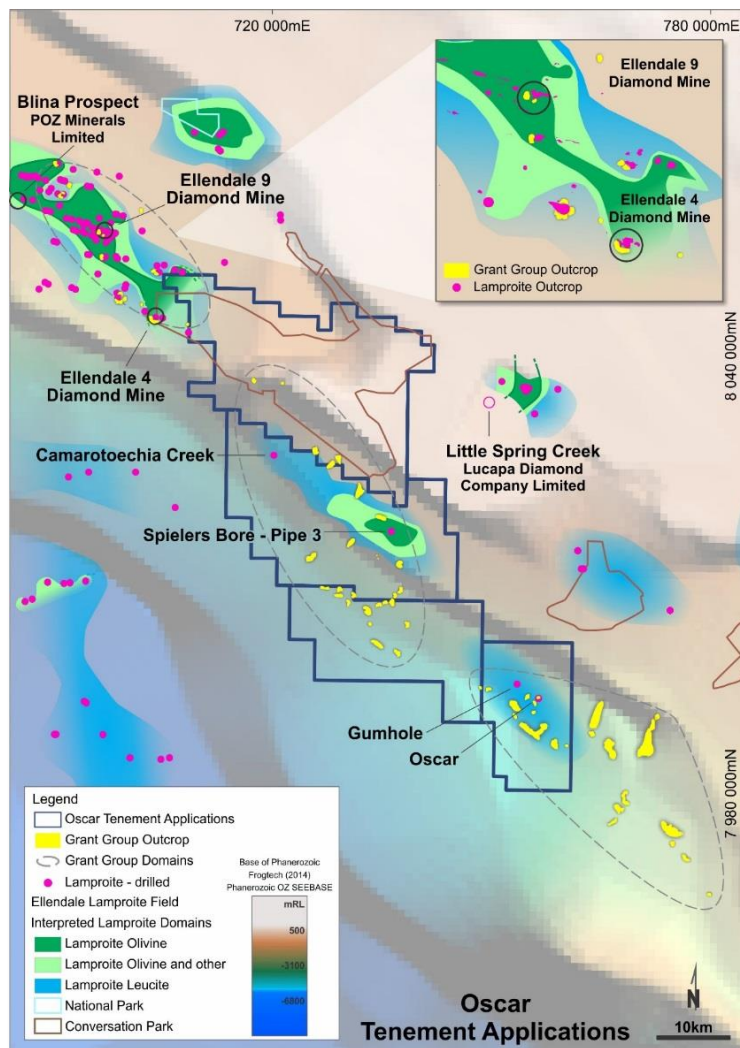 720 000mE
780 000mE
Blina Prospect
POZ Minerals
Limited
Ellendale 9
Diamond Mine
Ellendale 9
Diamond Mine
Ellendale 4
Diamond Mine
Grant Group Outcrop
Lamproite Outcrop
8 040 000mN
Ellendale 4
Diamond Mine
Camarotoechia Creek
Little Spring Creek
Lucapa Diamond
Company Limited
Spielers Bore - Pipe 3
Gumhole
Oscar
7 980 000mN
Legend
Oscar Tenement Applications
Grant Group Outcrop
Grant Group Domains
Lamproite - drilled
Ellendale Lamproite Field
Interpreted Lamproite Domains
Lamproite Olivine
Lamproite Olivine and other
Lamproite Leucite
National Park
Conversation Park
Base of Phanerozoic
Frogtech (2014)
Phanerozoic OZ SEEBASE
mRL
500
-3100
-6800
Oscar
Tenement Applications
N
10km